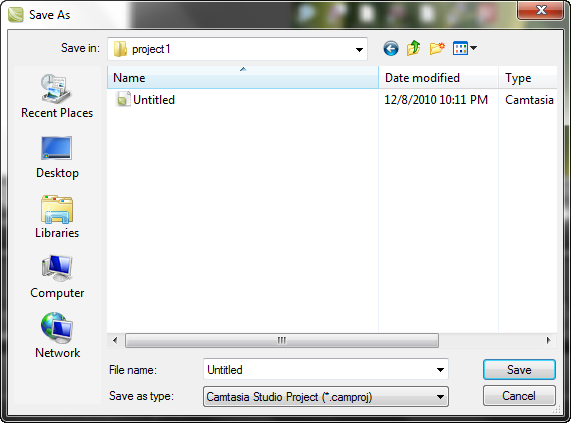 Save As
Save in: project1
Name Date modified Type
Untitled 12/8/2010 10:11 PM Camtasia
Recent Places
Desktop
Libraries
Computer
Network
File name: Untitled Save
Save as type: Camtasia Studio Project (*.camproj) Cancel